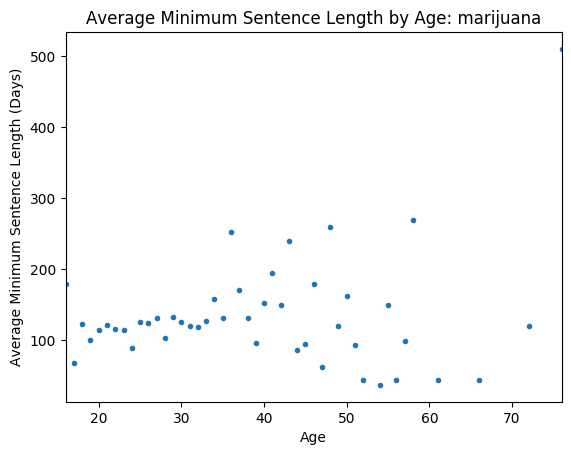 Average Minimum Sentence Length by Age: marijuana
Average Minimum Sentence Length (Days)
500
400
300
200
100
20 30 40 50 60 70
Age